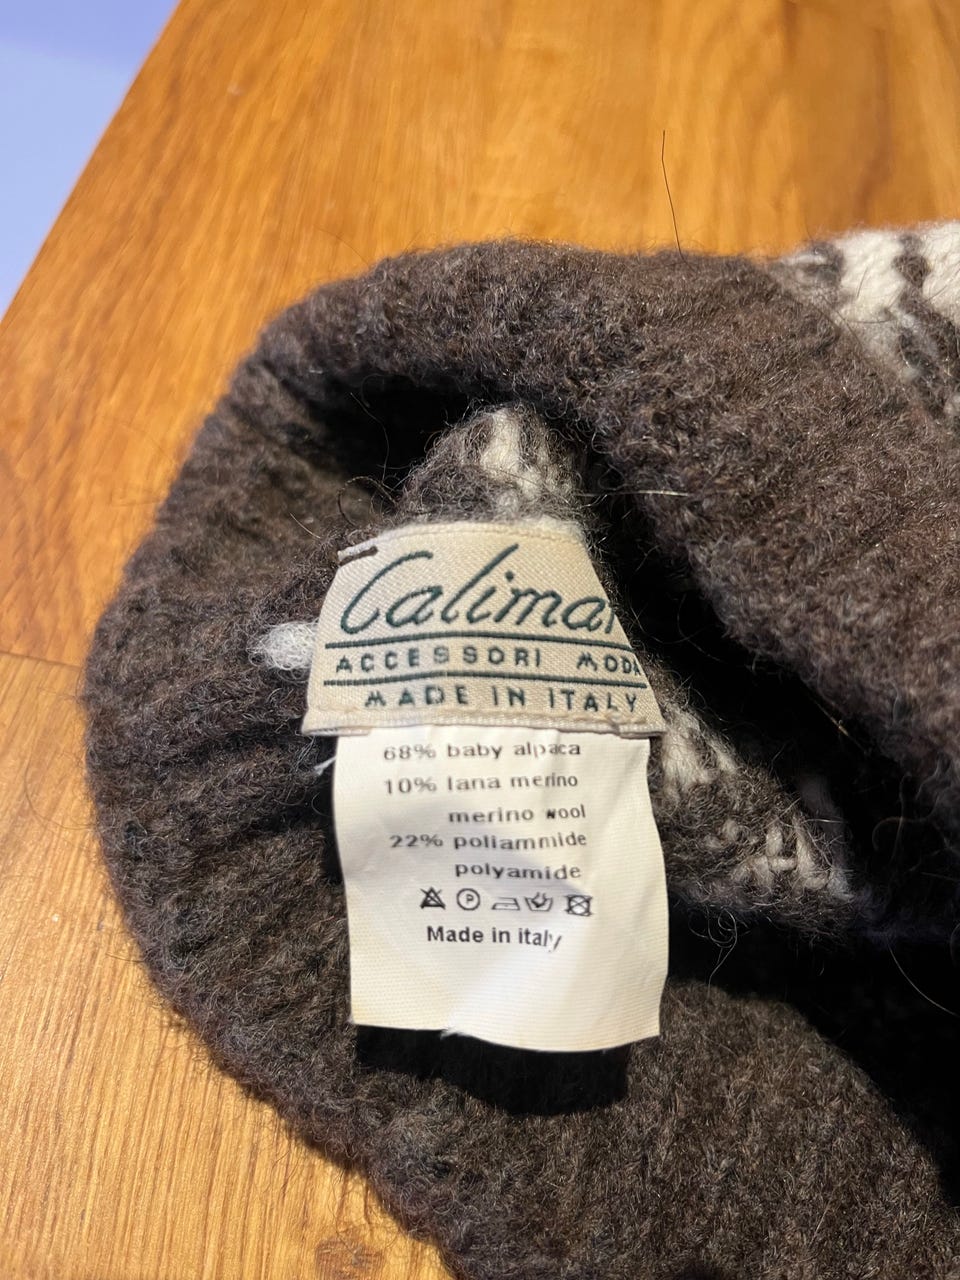 Calimar
ACCESSORI MODA
MADE IN ITALY
68% baby alpaca
10% lana merino
merino wool
22% poliammide
polyamide
P
Made in italy